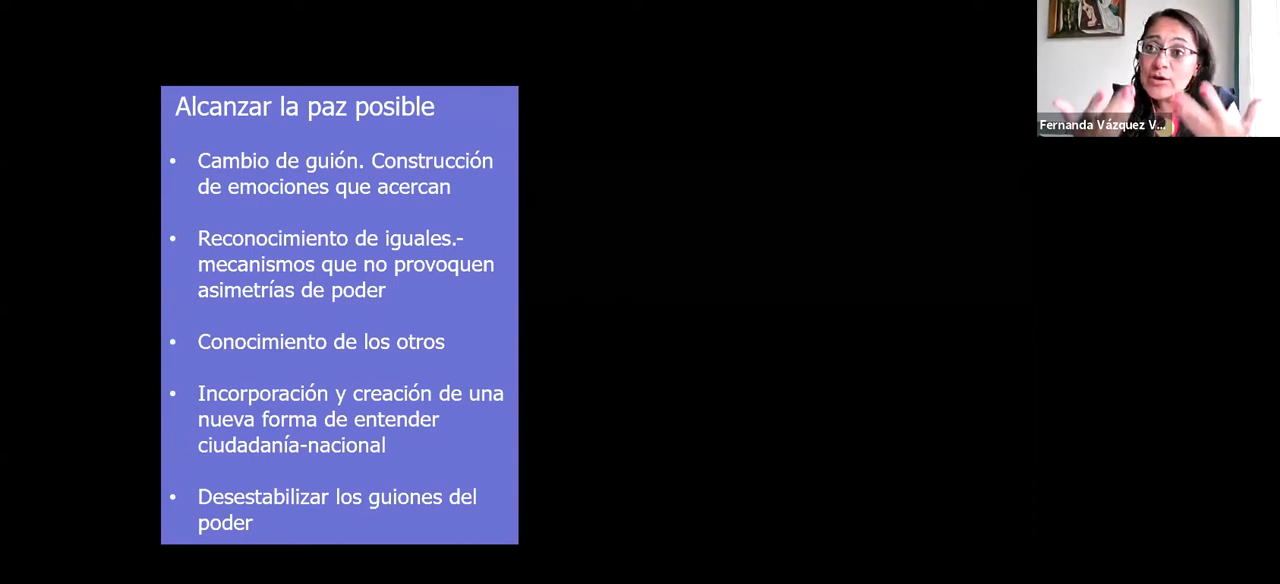 Alcanzar la paz posible
• Cambio de guión. Construcción
de emociones que acercan
• Reconocimiento de iguales.-
mecanismos que no provoquen
asimetrías de poder
• Conocimiento de los otros
• Incorporación y creación de una
nueva forma de entender
ciudadanía-nacional
• Desestabilizar los guiones del
poder
Fernanda Vázquez V...